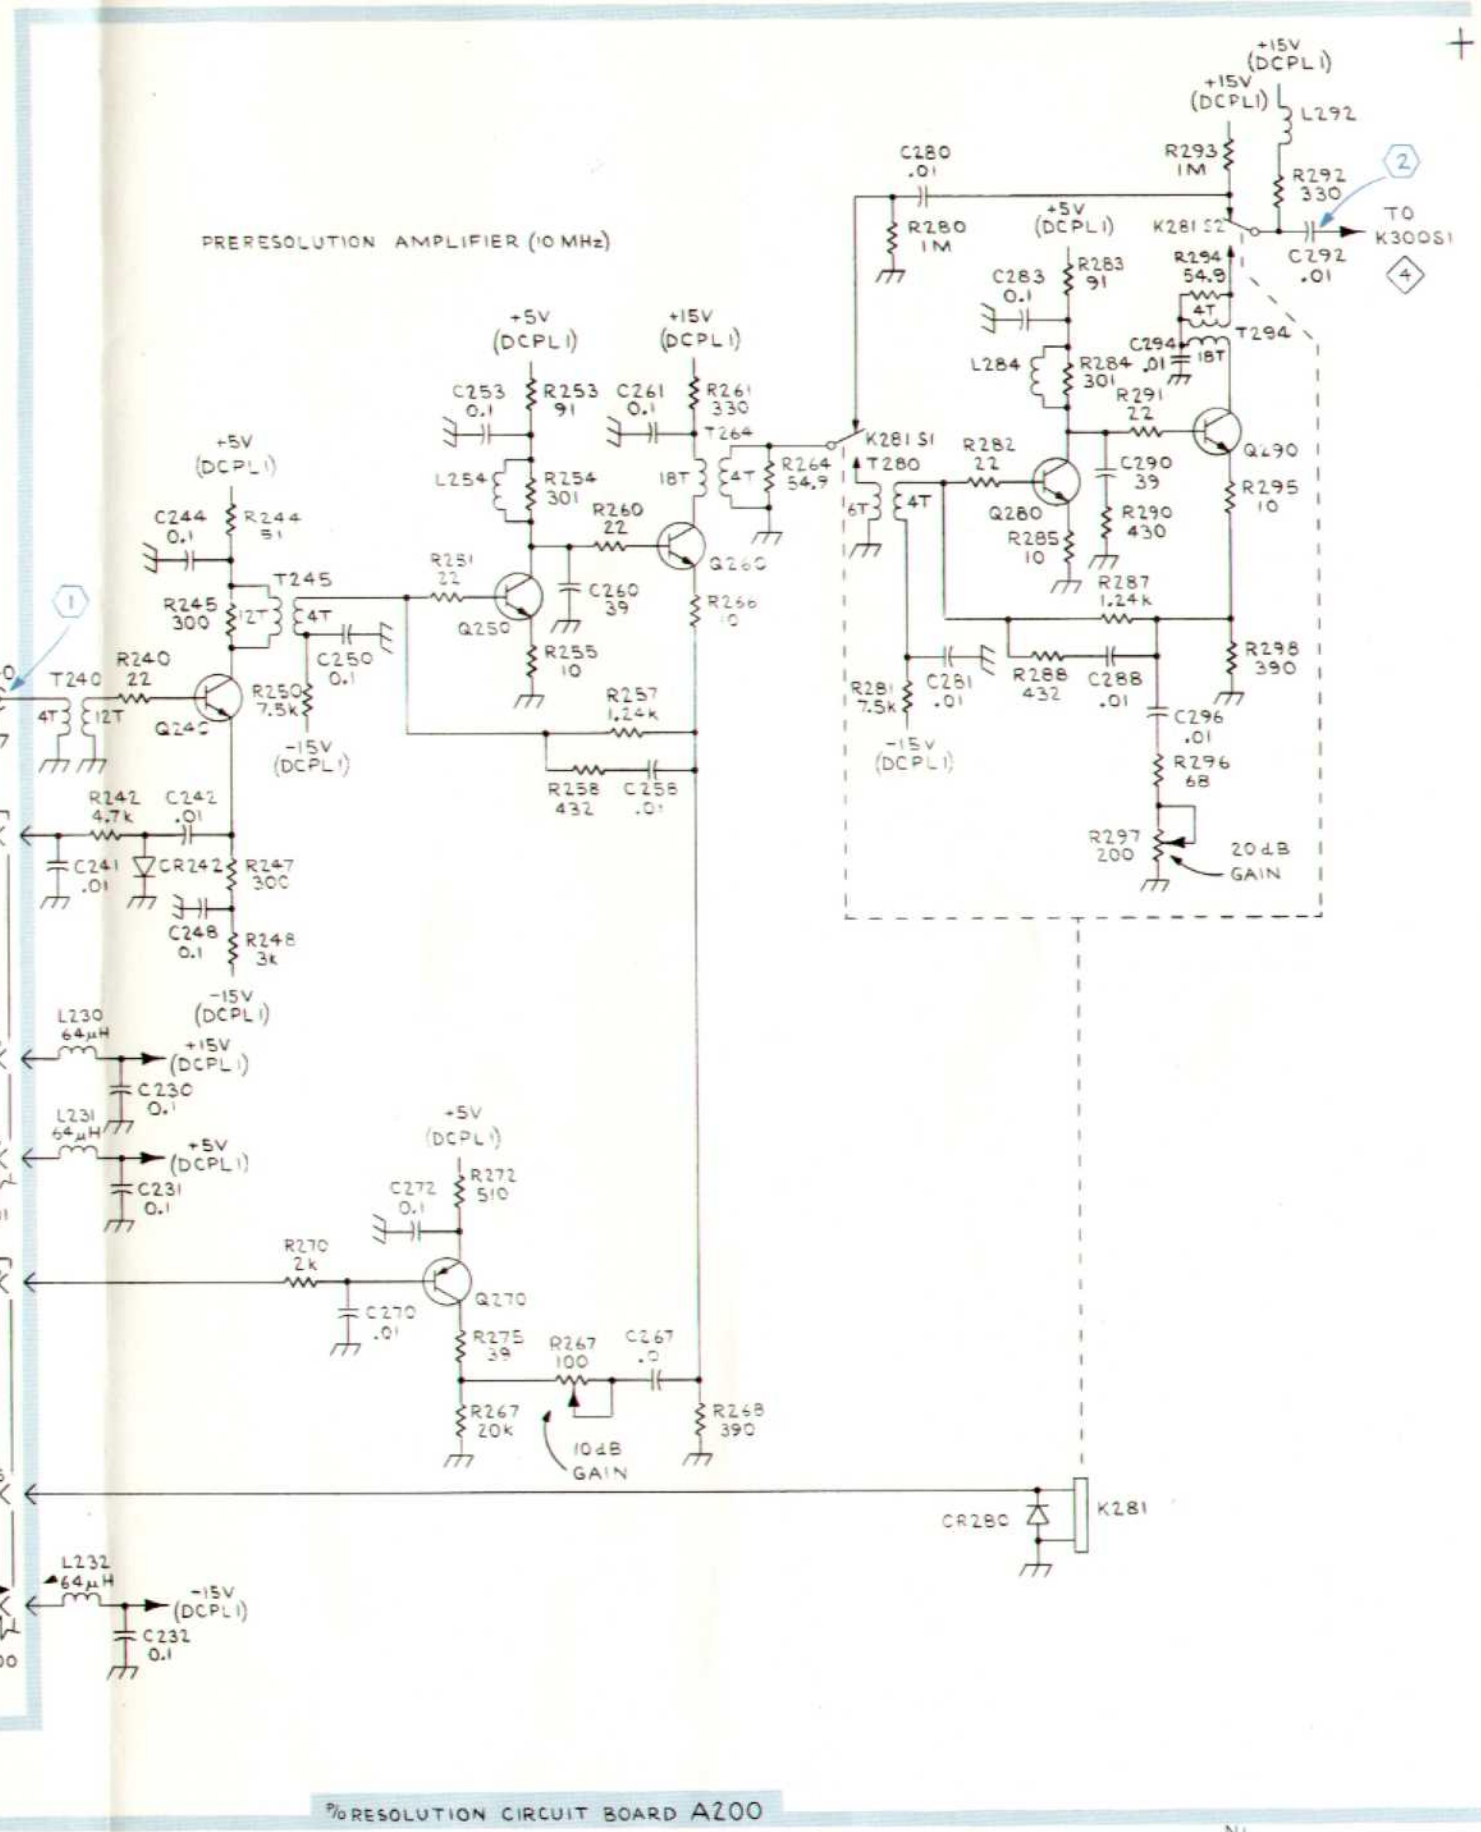 +15V
(DCPL1)
+15V
(DCPL1)
L292
C280
.01
R293
1M
2
R292
330
+5V
(DCPL1)
TO
K300S1
4
PRERESOLUTION AMPLIFIER (10 MHz)
R280
1M
K281 S2
C292
.01
R294
54.9
4T
T294
18T
C283
0.1
R283
91
C294
.01
+5V
(DCPL1)
+15V
(DCPL1)
L284
R284
301
R291
22
C253
0.1
R253
91
C261
0.1
R261
330
T264
K281 S1
Q290
+5V
(DCPL1)
L254
R254
301
18T
4T
R264
54.9
T280
6T
4T
R282
22
Q280
C290
39
R295
10
C244
0.1
R244
51
R260
22
Q260
R285
10
R290
430
T245
12T
4T
R251
22
R287
1.24k
1
R245
300
Q250
C260
39
R266
10
R240
22
T240
4T
12T
C250
0.1
R255
10
R298
390
R250
7.5k
R257
1.24k
R281
7.5k
C281
.01
R288
432
C288
.01
Q240
-15V
(DCPL1)
-15V
(DCPL1)
C296
.01
R258
432
C258
.01
R296
68
R242
4.7k
C242
.01
R297
200
20dB
GAIN
C241
.01
CR242
R247
300
C248
0.1
R248
3k
-15V
(DCPL1)
L230
64µH
+15V
(DCPL1)
C230
0.1
L231
64µH
+5V
(DCPL1)
+5V
(DCPL1)
C231
0.1
C272
0.1
R272
510
R270
2k
Q270
C270
.01
R275
39
R267
100
C267
R267
20k
R268
390
10dB
GAIN
CR280
K281
L232
64µH
-15V
(DCPL1)
C232
0.1
P/O RESOLUTION CIRCUIT BOARD A200